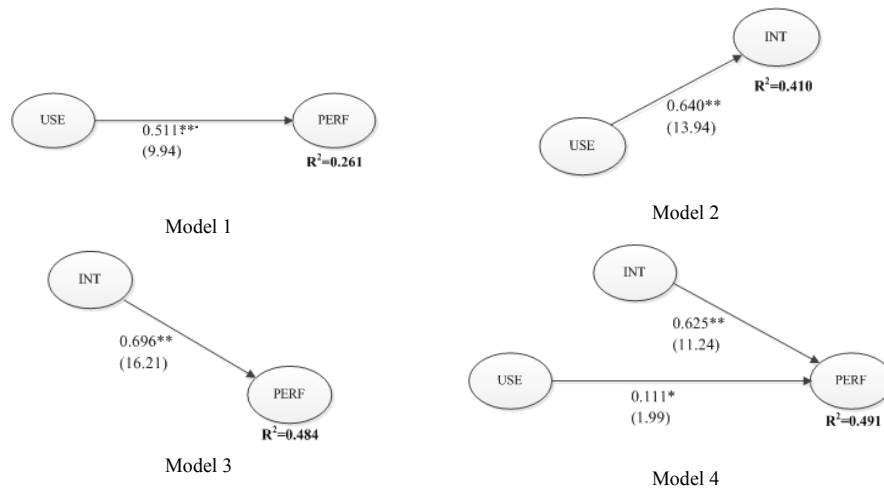 USE
0.511**·
(9.94)
PERF
R²=0.261
Model 1
INT
R²=0.410
0.640**
(13.94)
USE
Model 2
INT
0.696**
(16.21)
PERF
R²=0.484
Model 3
INT
0.625**
(11.24)
USE
0.111*
(1.99)
PERF
R²=0.491
Model 4